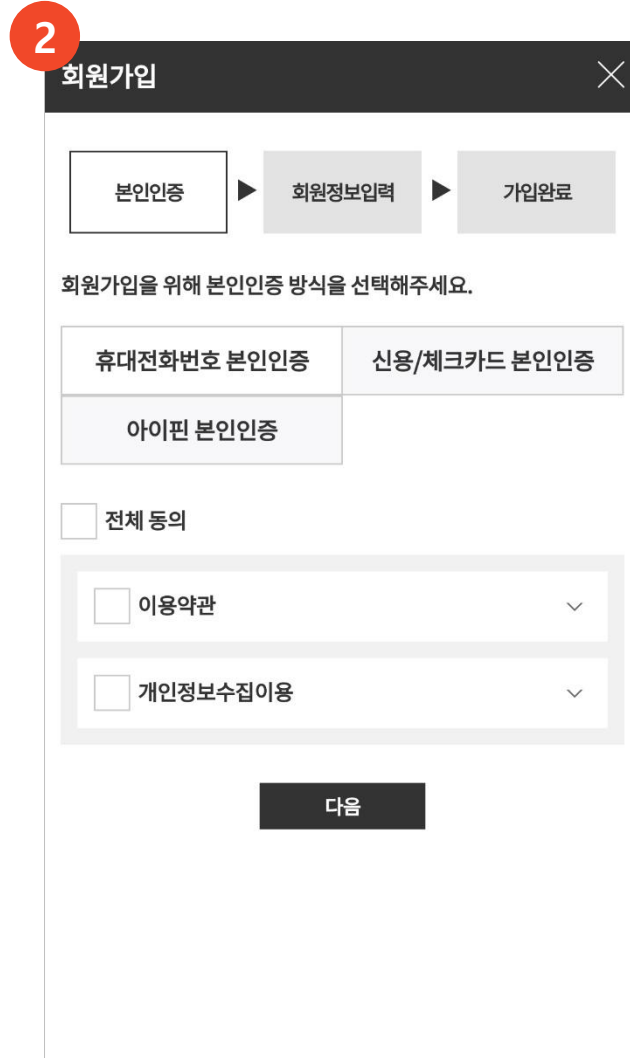 2
회원가입
본인인증 ▶ 회원정보입력 ▶ 가입완료
회원가입을 위해 본인인증 방식을 선택해주세요.
휴대전화번호 본인인증 신용/체크카드 본인인증
아이핀 본인인증
전체 동의
이용약관
개인정보수집이용
다음